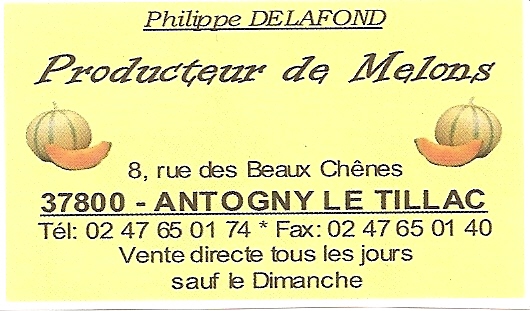 Philippe DELAFOND
Producteur de Melons
8, rue des Beaux Chênes
37800 - ANTOGNY LE TILLAC
Tél: 02 47 65 01 74 * Fax: 02 47 65 01 40
Vente directe tous les jours
sauf le Dimanche